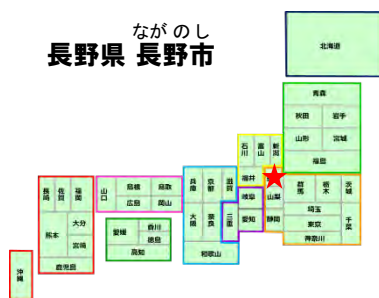 ながのし
長野県 長野市
北海道
青森
秋田 岩手
山形 宮城
福島
石川 富山 新潟
福井
岐阜 山梨
愛知 静岡
群馬 栃木 茨城
埼玉
東京
神奈川
千葉
兵庫 京都 滋賀
大阪 奈良 三重
和歌山
山口 島根 鳥取
広島 岡山
愛媛 香川
徳島
高知
長崎 佐賀 福岡
熊本 大分
宮崎
鹿児島
沖縄